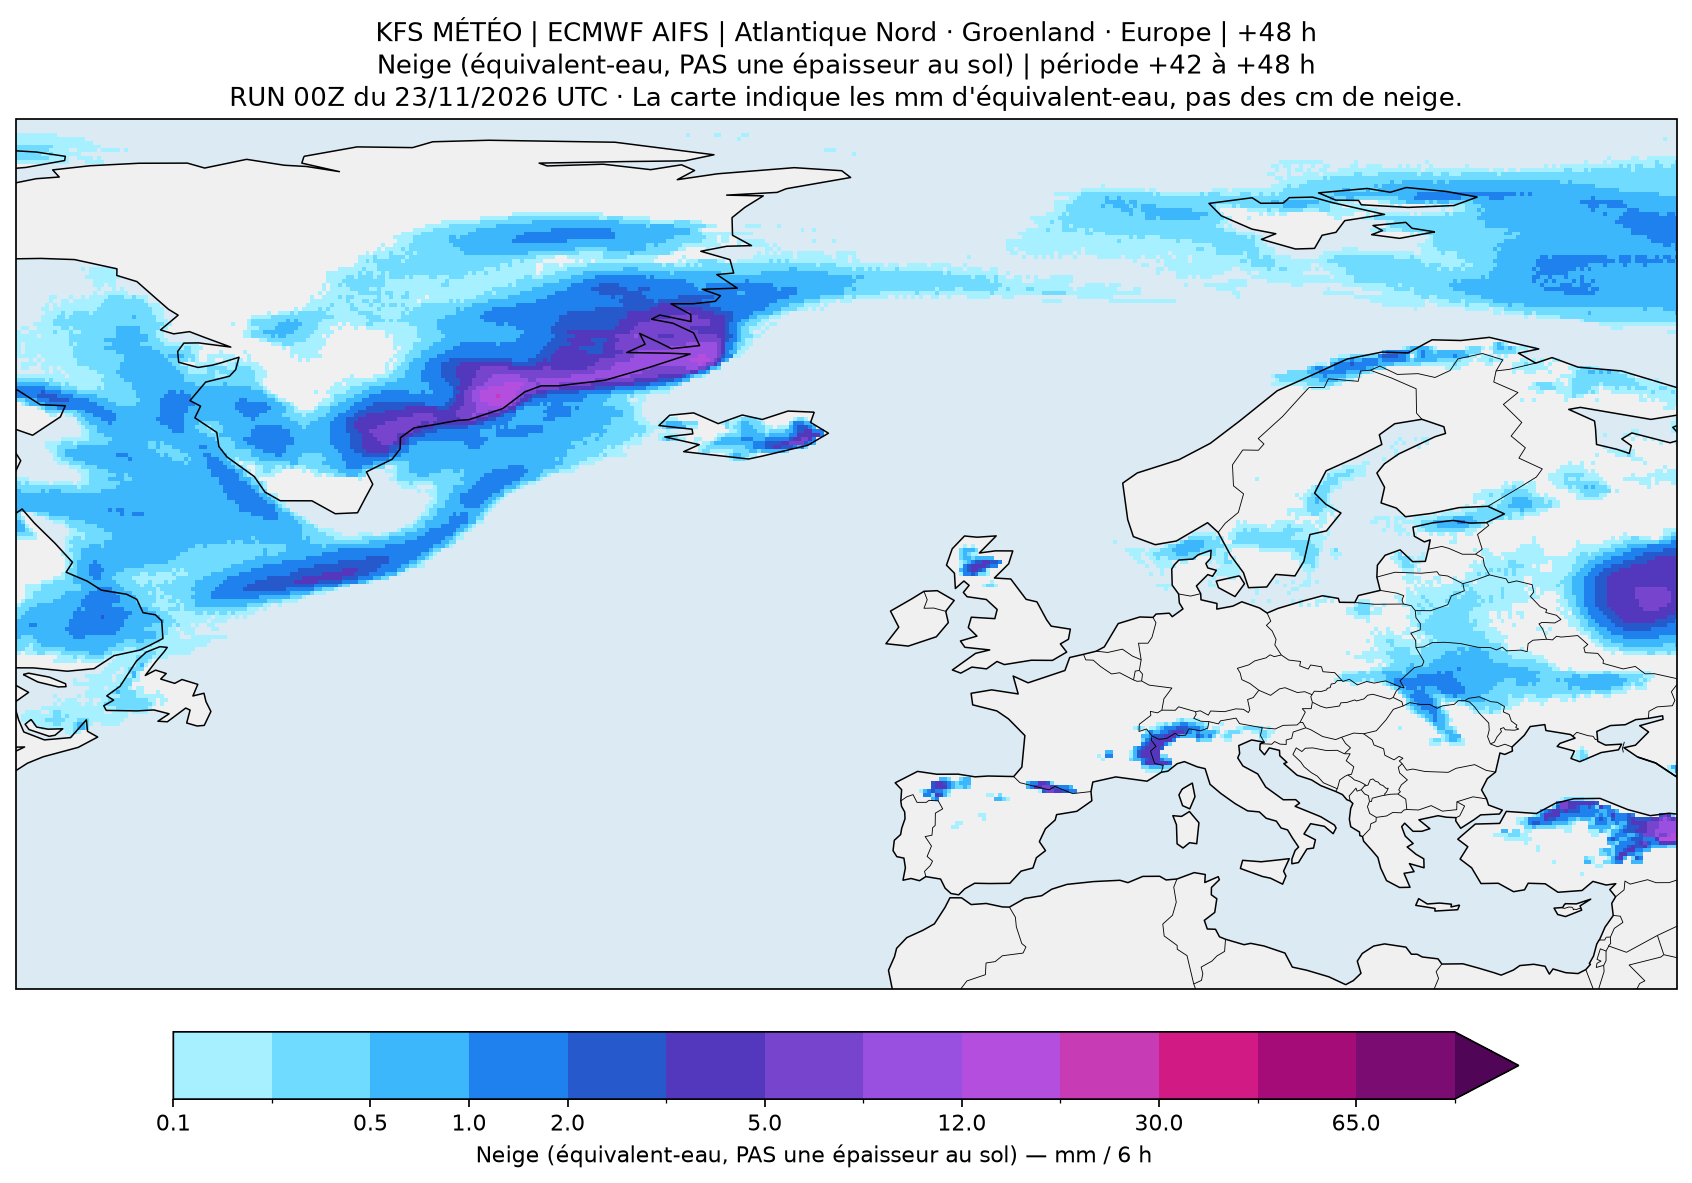 KFS MÉTÉO | ECMWF AIFS | Atlantique Nord · Groenland · Europe | +48 h
Neige (équivalent-eau, PAS une épaisseur au sol) | période +42 à +48 h
RUN 00Z du 23/11/2026 UTC · La carte indique les mm d'équivalent-eau, pas des cm de neige.
0.1 0.5 1.0 2.0 5.0 12.0 30.0 65.0
Neige (équivalent-eau, PAS une épaisseur au sol) — mm / 6 h